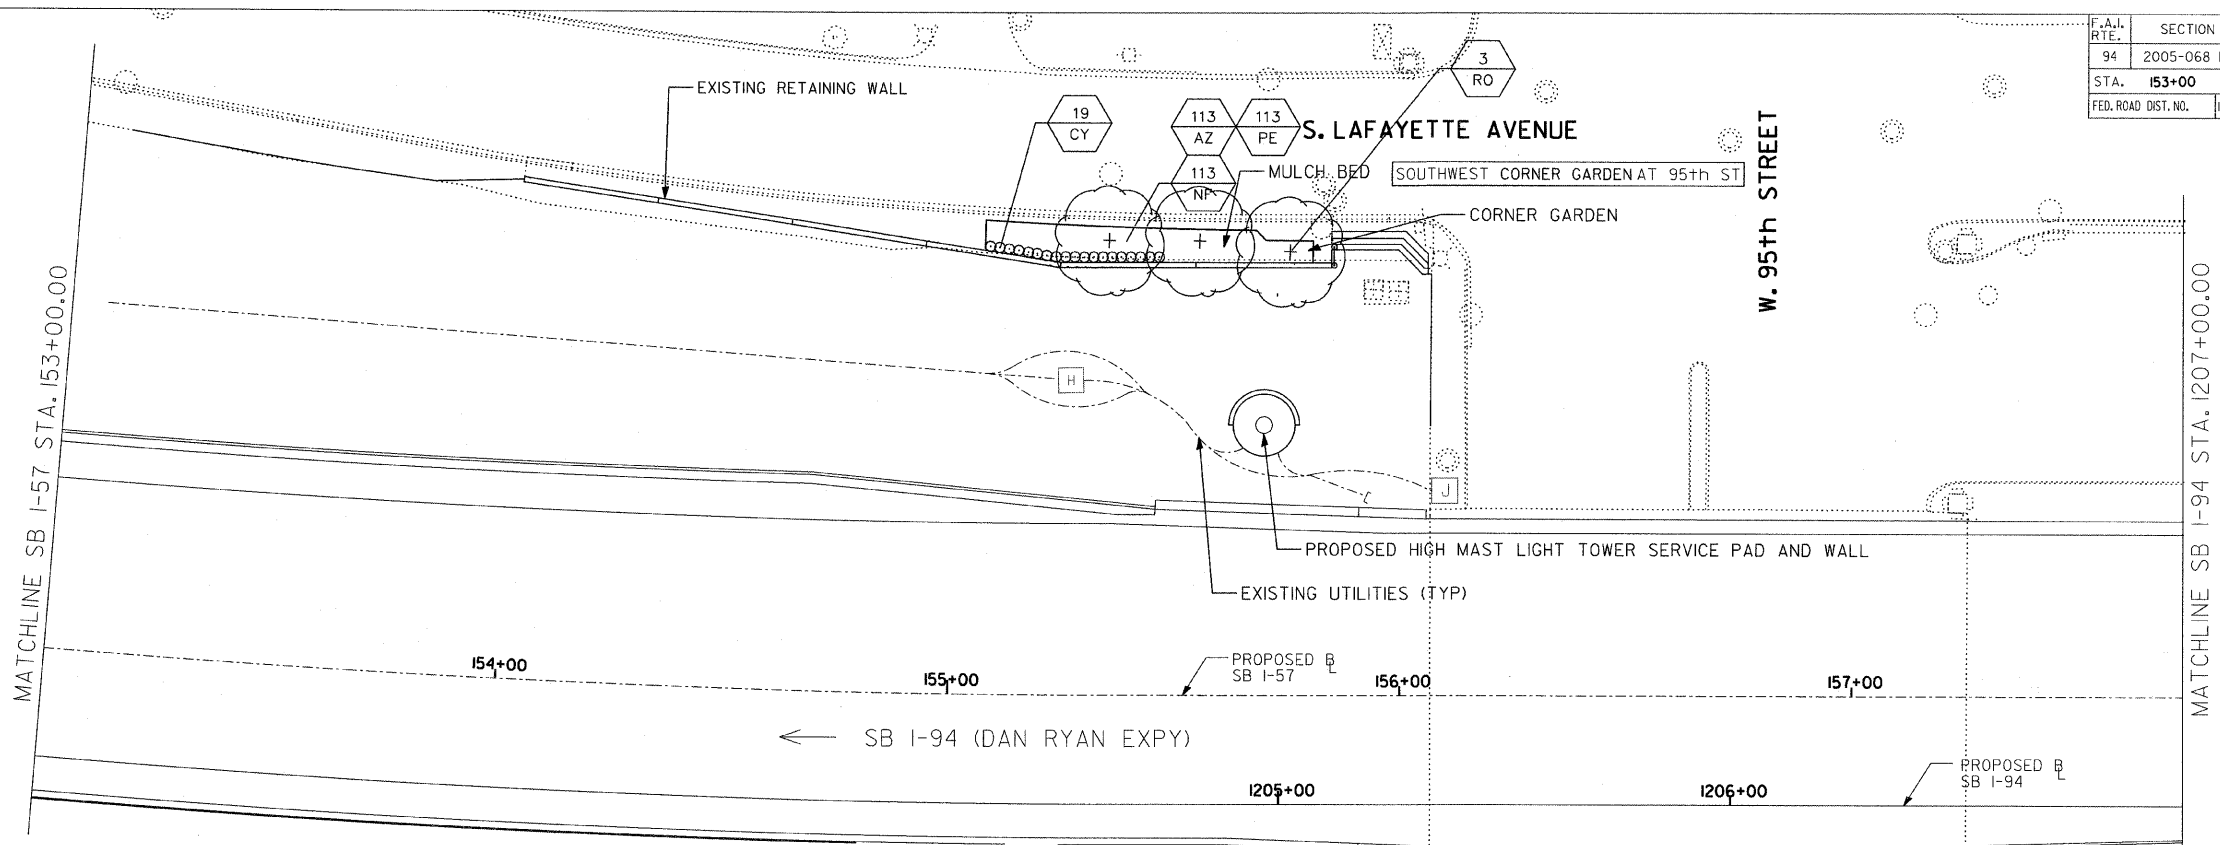 F.A.I.
RTE.
SECTION
94
2005-068
STA. 153+00
FED. ROAD DIST. NO.
EXISTING RETAINING WALL
3
RO
19
CY
113
AZ
113
PE
113
NF
S. LAFAYETTE AVENUE
MULCH BED
SOUTHWEST CORNER GARDEN AT 95th ST
CORNER GARDEN
W. 95th STREET
MATCHLINE SB I-57 STA. 153+00.00
MATCHLINE SB I-94 STA. 1207+00.00
H
J
PROPOSED HIGH MAST LIGHT TOWER SERVICE PAD AND WALL
EXISTING UTILITIES (TYP)
154+00
155+00
PROPOSED BL
SB I-57
156+00
157+00
SB I-94 (DAN RYAN EXPY)
1205+00
1206+00
PROPOSED BL
SB I-94